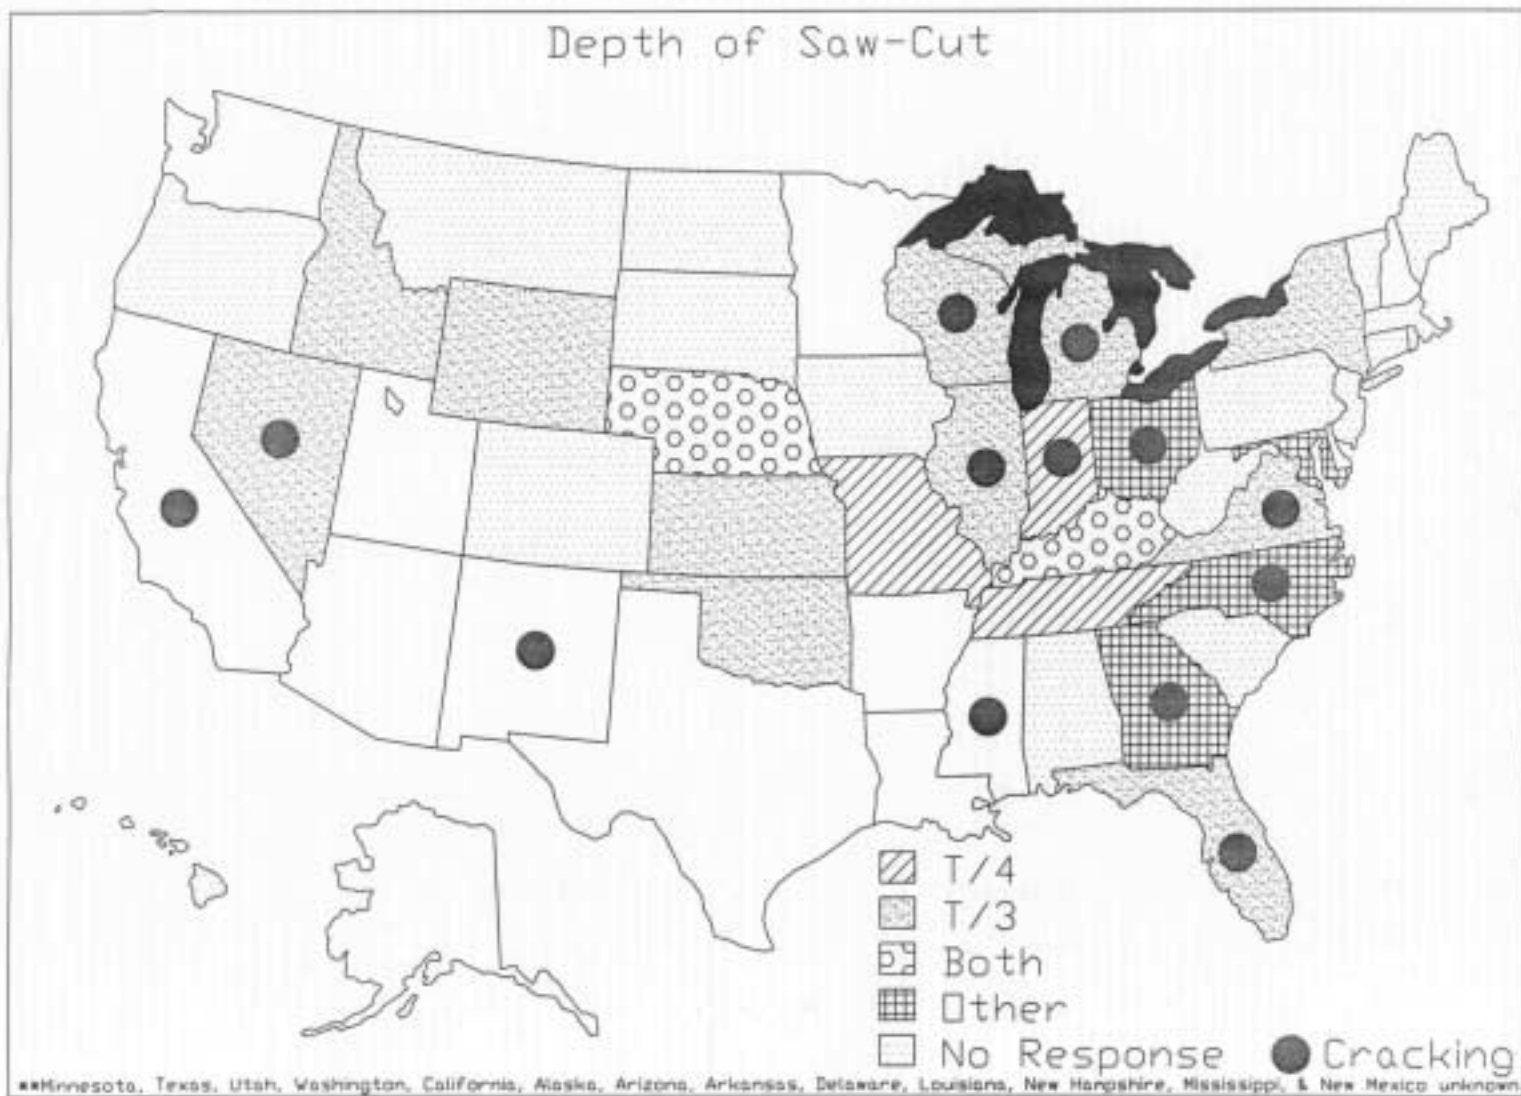 Depth of Saw-Cut
T/4
T/3
Both
Other
No Response
Cracking
**Minnesota, Texas, Utah, Washington, California, Alaska, Arizona, Arkansas, Delaware, Louisiana, New Hanpshire, Mississippi, & New Mexico unknown.